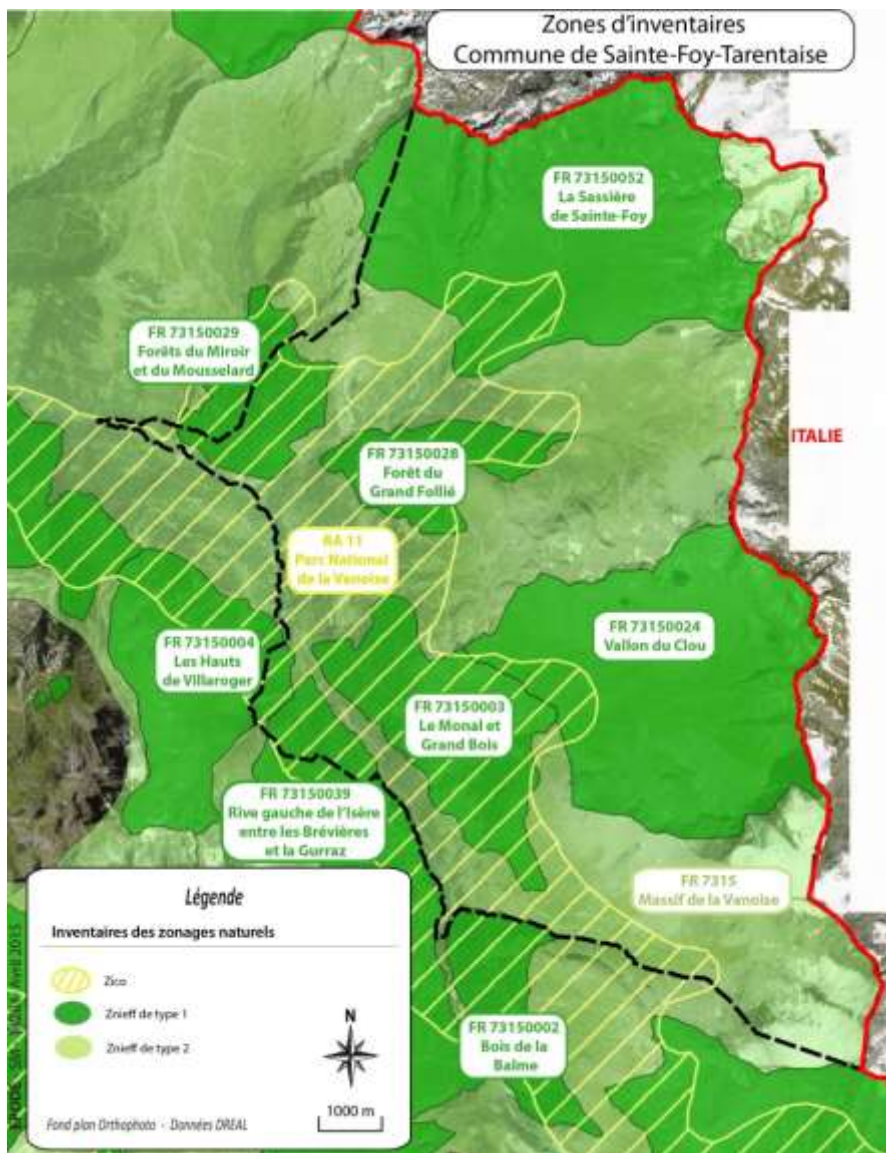 Zones d'inventaires
Commune de Sainte-Foy-Tarentaise
FR 73150052
La Sassière
de Sainte-Foy
FR 73150029
Forêts du Miroir
et du Mousselard
ITALIE
FR 73150028
Forêt du
Grand Follié
RA 11
Parc National
de la Vanoise
FR 73150024
Vallon du Clou
FR 73150004
Les Hauts
de Villaroger
FR 73150003
Le Monal et
Grand Bois
FR 73150039
Rive gauche de l'Isère
entre les Brévières
et la Gurraz
FR 7315
Massif de la Vanoise
FR 73150002
Bois de la
Balme
Légende
Inventaires des zonages naturels
Zico
Znieff de type 1
Znieff de type 2
N
1000 m
Fond plan Orthophoto - Données DREAL
Avril 2015